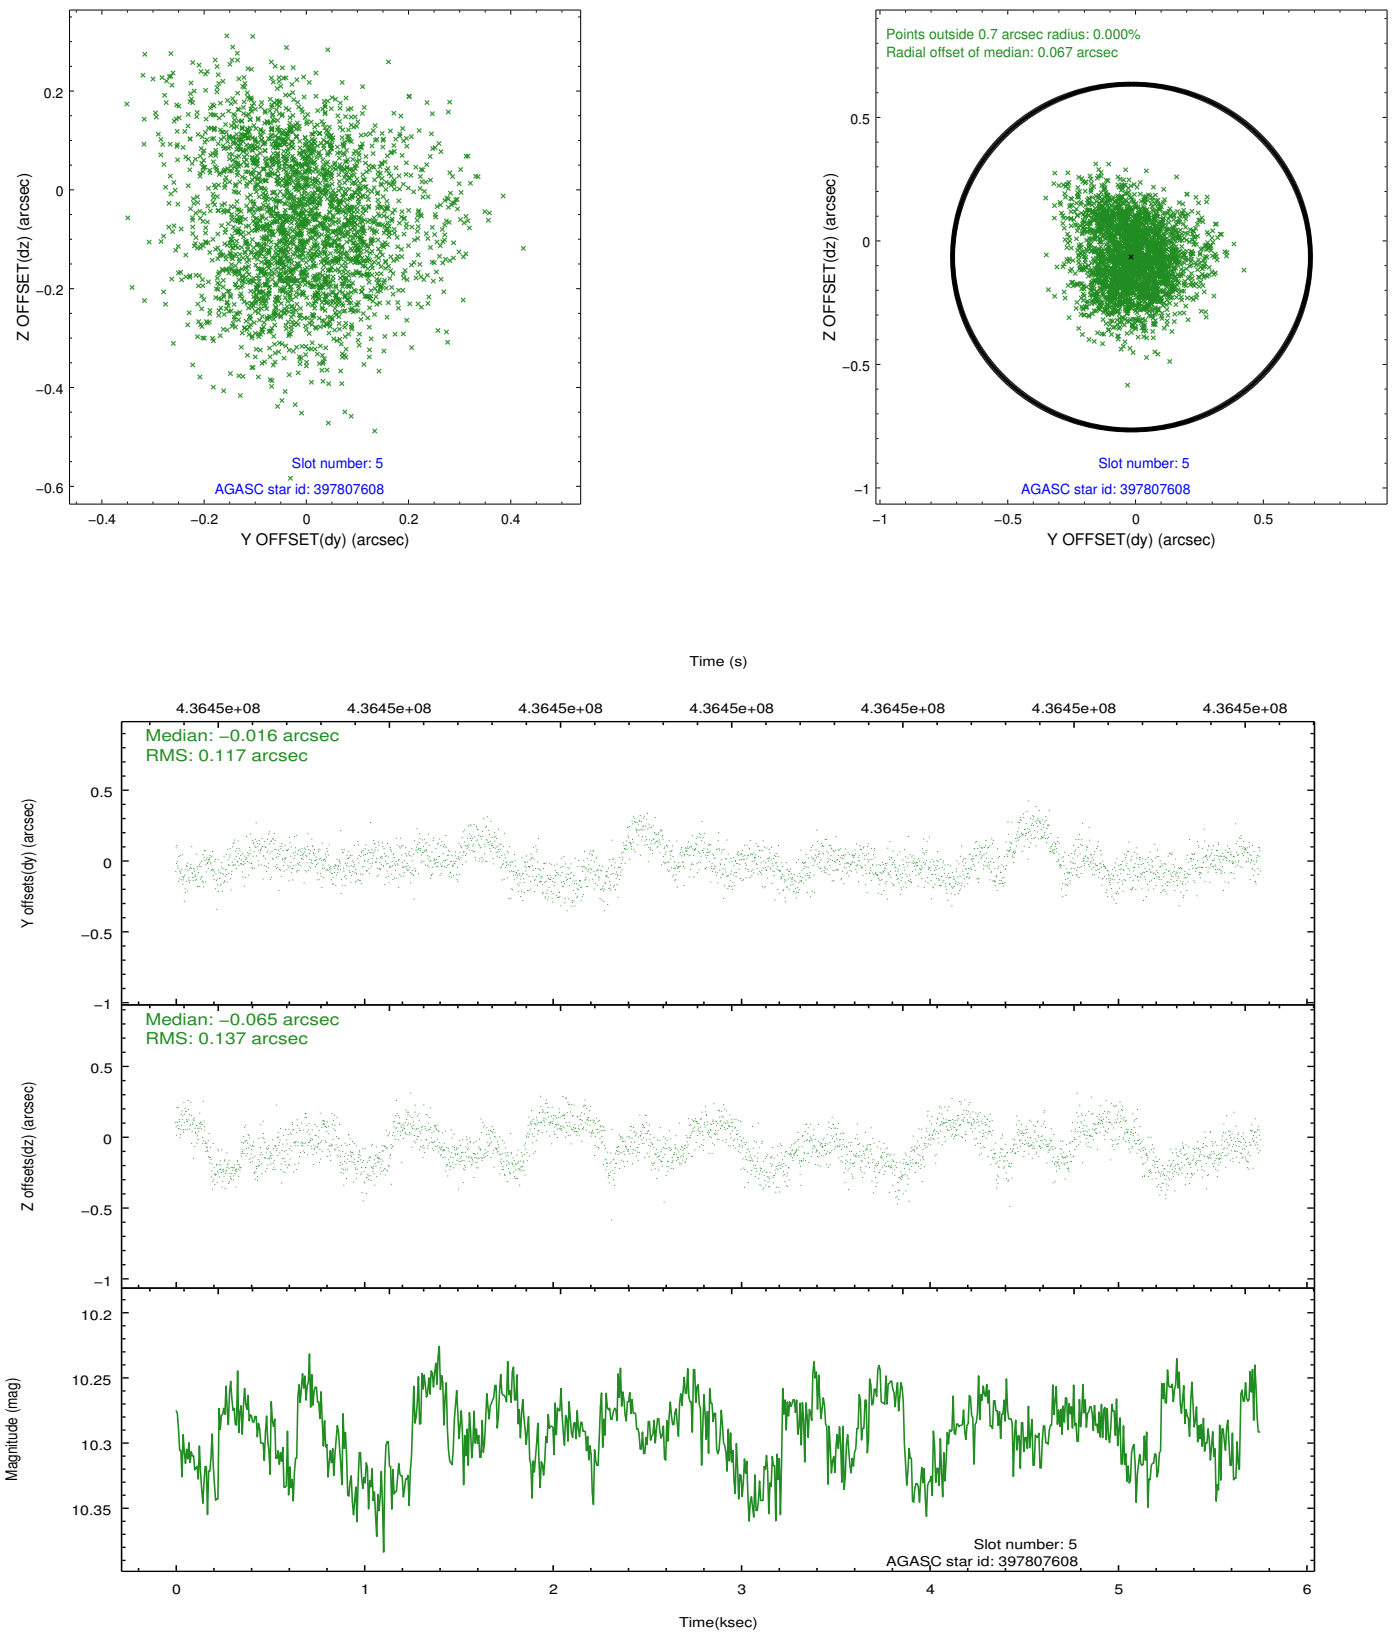 0.2
0
−0.2
−0.4
−0.6
Z OFFSET(dz) (arcsec)
Slot number: 5
AGASC star id: 397807608
−0.4
−0.2
0
0.2
0.4
Y OFFSET(dy) (arcsec)
Points outside 0.7 arcsec radius: 0.000%
Radial offset of median: 0.067 arcsec
0.5
0
−0.5
−1
Z OFFSET(dz) (arcsec)
Slot number: 5
AGASC star id: 397807608
−1
−0.5
0
0.5
Y OFFSET(dy) (arcsec)
Time (s)
4.3645e+08
4.3645e+08
4.3645e+08
4.3645e+08
4.3645e+08
4.3645e+08
4.3645e+08
Median: −0.016 arcsec
RMS: 0.117 arcsec
0.5
0
−0.5
−1
Y offsets(dy) (arcsec)
Median: −0.065 arcsec
RMS: 0.137 arcsec
0.5
0
−0.5
−1
Z offsets(dz) (arcsec)
10.2
10.25
10.3
10.35
Magnitude (mag)
Slot number: 5
AGASC star id: 397807608
0
1
2
3
4
5
6
Time(ksec)